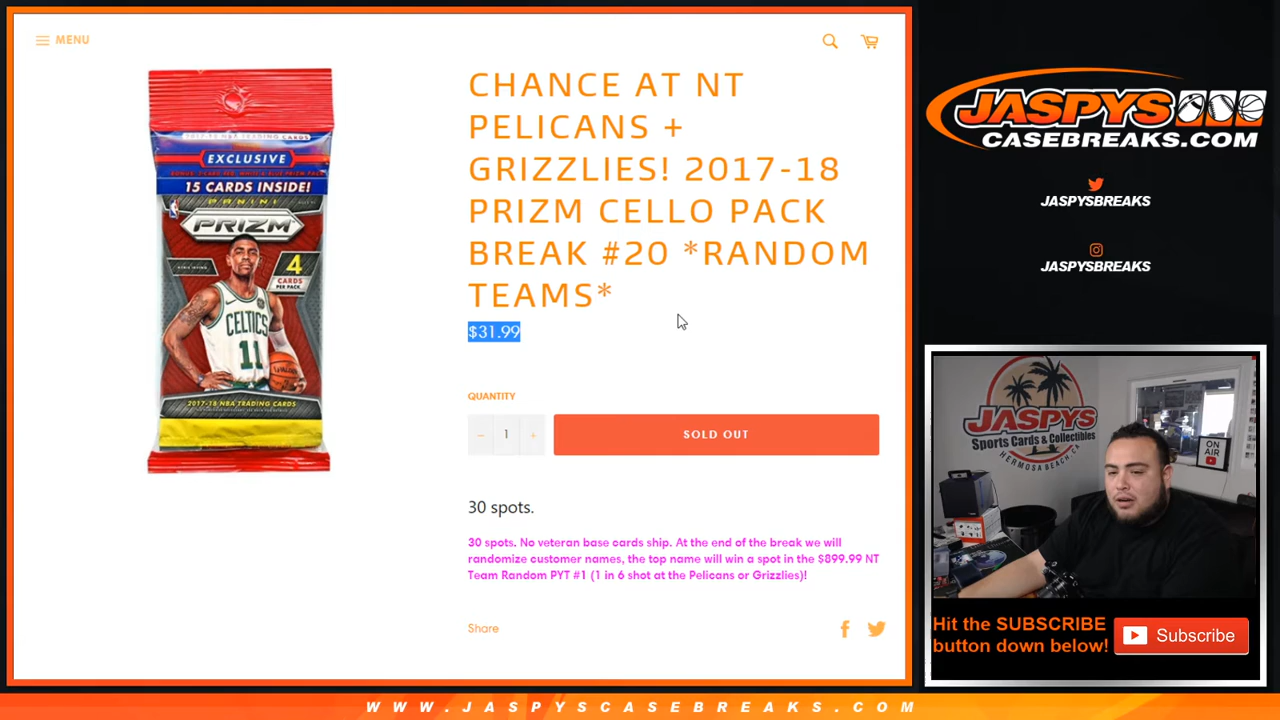 MENU
CHANCE AT NT
PELICANS +
GRIZZLIES! 2017-18
PRIZM CELLO PACK
BREAK #20 *RANDOM
TEAMS*
$31.99
QUANTITY
− 1 +
SOLD OUT
30 spots.
30 spots. No veteran base cards ship. At the end of the break we will
randomize customer names, the top name will win a spot in the $899.99 NT
Team Random PYT #1 (1 in 6 shot at the Pelicans or Grizzlies)!
Share
EXCLUSIVE
15 CARDS INSIDE!
PANINI
PRIZM
KYRIE IRVING
4
CARDS
PER PACK
CELTICS
11
2017-18 NBA TRADING CARDS
JASPYS
CASEBREAKS.COM
JASPYSBREAKS
JASPYSBREAKS
JASPYS
Sports Cards & Collectibles
HERMOSA BEACH, CA
ON
AIR
Hit the SUBSCRIBE
button down below!
Subscribe
WWW.JASPYSCASEBREAKS.COM